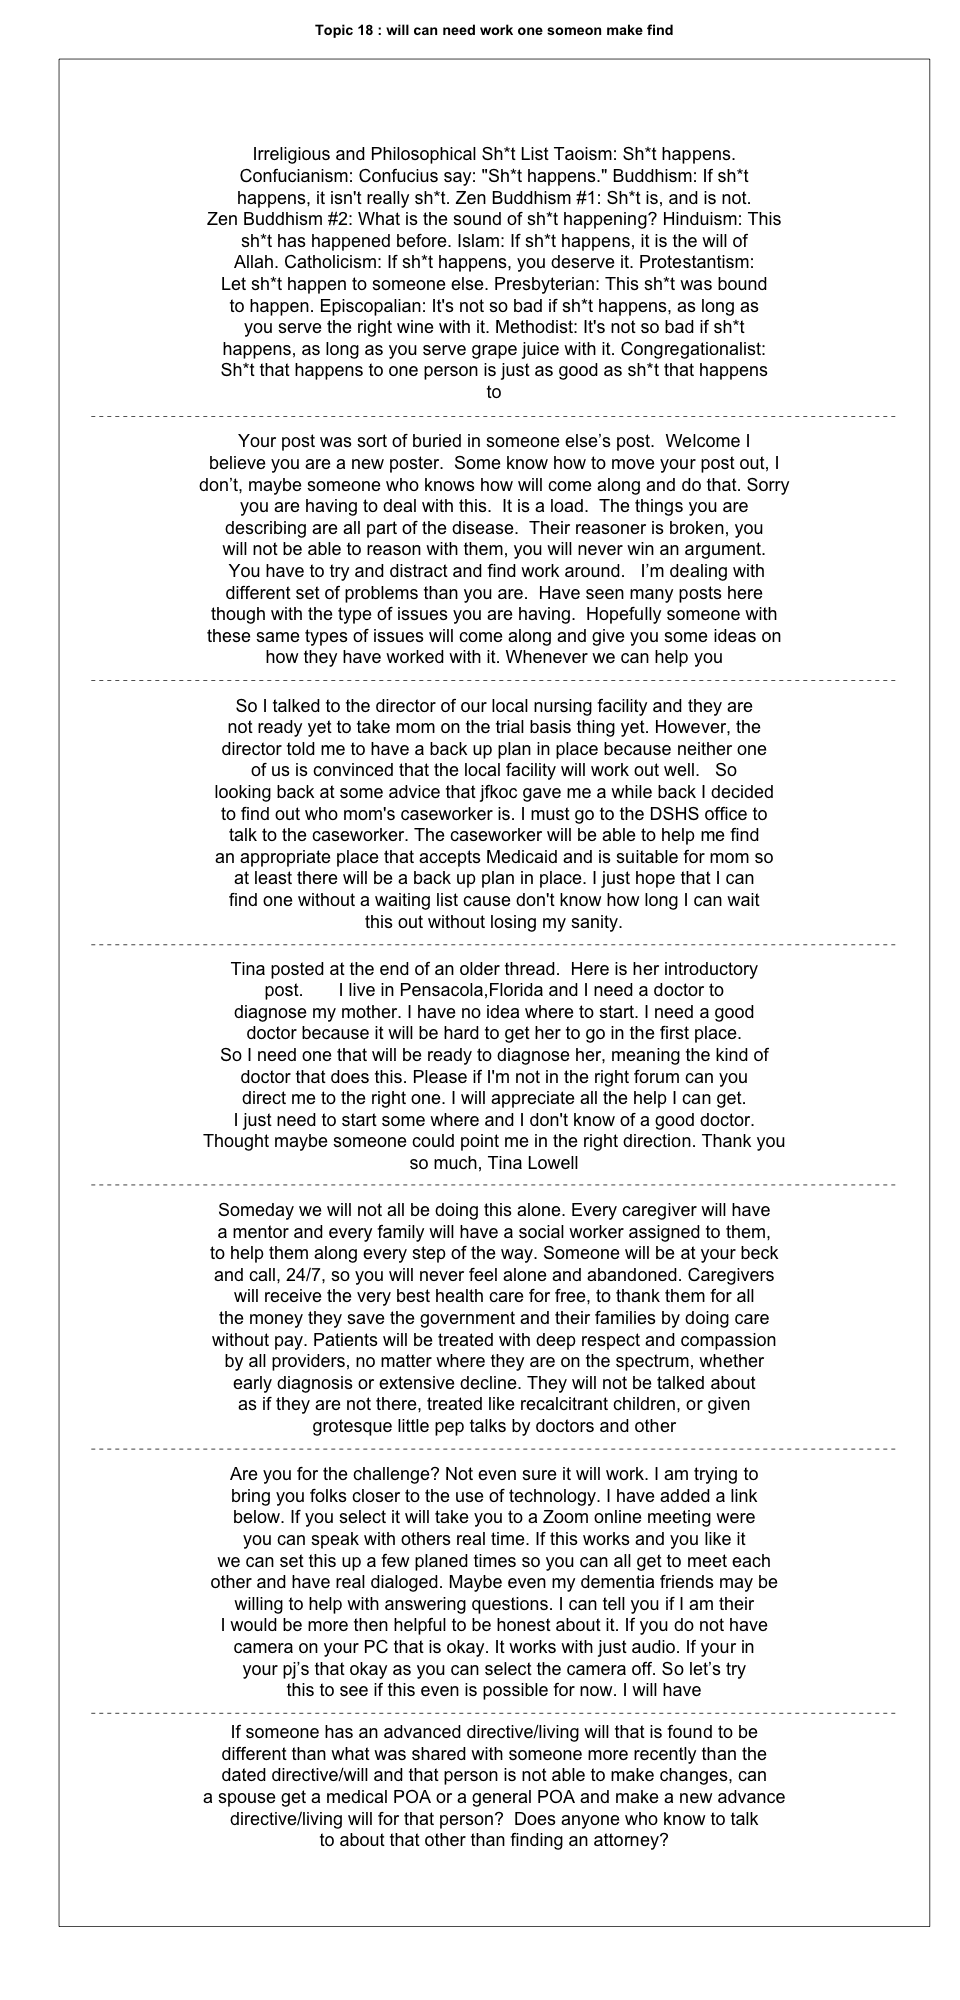 Topic 18 : will can need work one someon make find
Irreligious and Philosophical Sh*t List Taoism: Sh*t happens.
Confucianism: Confucius say: "Sh*t happens." Buddhism: If sh*t
happens, it isn't really sh*t. Zen Buddhism #1: Sh*t is, and is not.
Zen Buddhism #2: What is the sound of sh*t happening? Hinduism: This
sh*t has happened before. Islam: If sh*t happens, it is the will of
Allah. Catholicism: If sh*t happens, you deserve it. Protestantism:
Let sh*t happen to someone else. Presbyterian: This sh*t was bound
to happen. Episcopalian: It's not so bad if sh*t happens, as long as
you serve the right wine with it. Methodist: It's not so bad if sh*t
happens, as long as you serve grape juice with it. Congregationalist:
Sh*t that happens to one person is just as good as sh*t that happens
to
Your post was sort of buried in someone else’s post.  Welcome I
believe you are a new poster.  Some know how to move your post out, I
don’t, maybe someone who knows how will come along and do that. Sorry
you are having to deal with this.  It is a load.  The things you are
describing are all part of the disease.  Their reasoner is broken, you
will not be able to reason with them, you will never win an argument.
You have to try and distract and find work around.   I’m dealing with
different set of problems than you are.  Have seen many posts here
though with the type of issues you are having.  Hopefully someone with
these same types of issues will come along and give you some ideas on
how they have worked with it. Whenever we can help you
So I talked to the director of our local nursing facility and they are
not ready yet to take mom on the trial basis thing yet. However, the
director told me to have a back up plan in place because neither one
of us is convinced that the local facility will work out well.   So
looking back at some advice that jfkoc gave me a while back I decided
to find out who mom's caseworker is. I must go to the DSHS office to
talk to the caseworker. The caseworker will be able to help me find
an appropriate place that accepts Medicaid and is suitable for mom so
at least there will be a back up plan in place. I just hope that I can
find one without a waiting list cause don't know how long I can wait
this out without losing my sanity.
Tina posted at the end of an older thread.  Here is her introductory
post.       I live in Pensacola,Florida and I need a doctor to
diagnose my mother. I have no idea where to start. I need a good
doctor because it will be hard to get her to go in the first place.
So I need one that will be ready to diagnose her, meaning the kind of
doctor that does this. Please if I'm not in the right forum can you
direct me to the right one. I will appreciate all the help I can get.
I just need to start some where and I don't know of a good doctor.
Thought maybe someone could point me in the right direction. Thank you
so much, Tina Lowell
Someday we will not all be doing this alone. Every caregiver will have
a mentor and every family will have a social worker assigned to them,
to help them along every step of the way. Someone will be at your beck
and call, 24/7, so you will never feel alone and abandoned. Caregivers
will receive the very best health care for free, to thank them for all
the money they save the government and their families by doing care
without pay. Patients will be treated with deep respect and compassion
by all providers, no matter where they are on the spectrum, whether
early diagnosis or extensive decline. They will not be talked about
as if they are not there, treated like recalcitrant children, or given
grotesque little pep talks by doctors and other
Are you for the challenge? Not even sure it will work. I am trying to
bring you folks closer to the use of technology. I have added a link
below. If you select it will take you to a Zoom online meeting were
you can speak with others real time. If this works and you like it
we can set this up a few planed times so you can all get to meet each
other and have real dialoged. Maybe even my dementia friends may be
willing to help with answering questions. I can tell you if I am their
I would be more then helpful to be honest about it. If you do not have
camera on your PC that is okay. It works with just audio. If your in
your pj’s that okay as you can select the camera off. So let’s try
this to see if this even is possible for now. I will have
If someone has an advanced directive/living will that is found to be
different than what was shared with someone more recently than the
dated directive/will and that person is not able to make changes, can
a spouse get a medical POA or a general POA and make a new advance
directive/living will for that person?  Does anyone who know to talk
to about that other than finding an attorney?